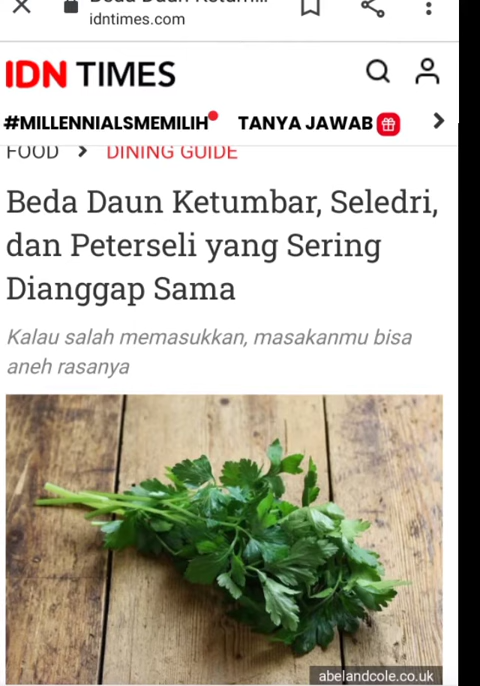 idntimes.com
IDN TIMES
#MILLENNIALSMEMILIH TANYA JAWAB
FOOD > DINING GUIDE
Beda Daun Ketumbar, Seledri,
dan Peterseli yang Sering
Dianggap Sama
Kalau salah memasukkan, masakanmu bisa
aneh rasanya
abelandcole.co.uk